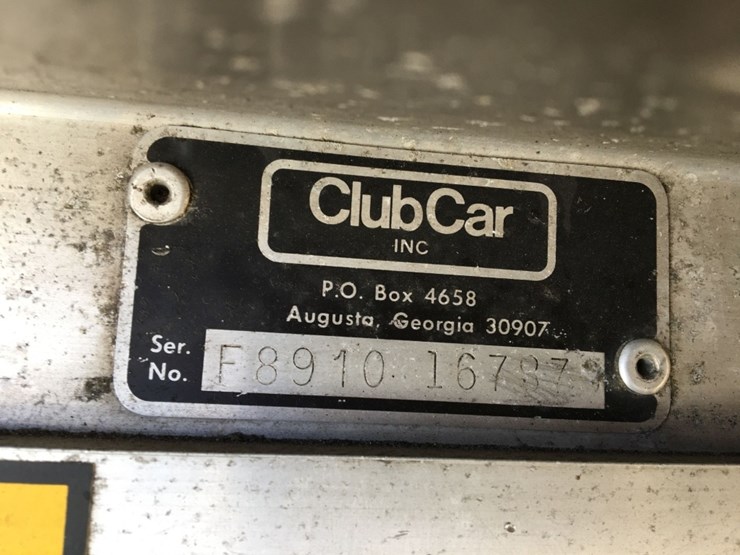 ClubCar
INC
P.O. Box 4658
Augusta, Georgia 30907
Ser.
No.
F8910